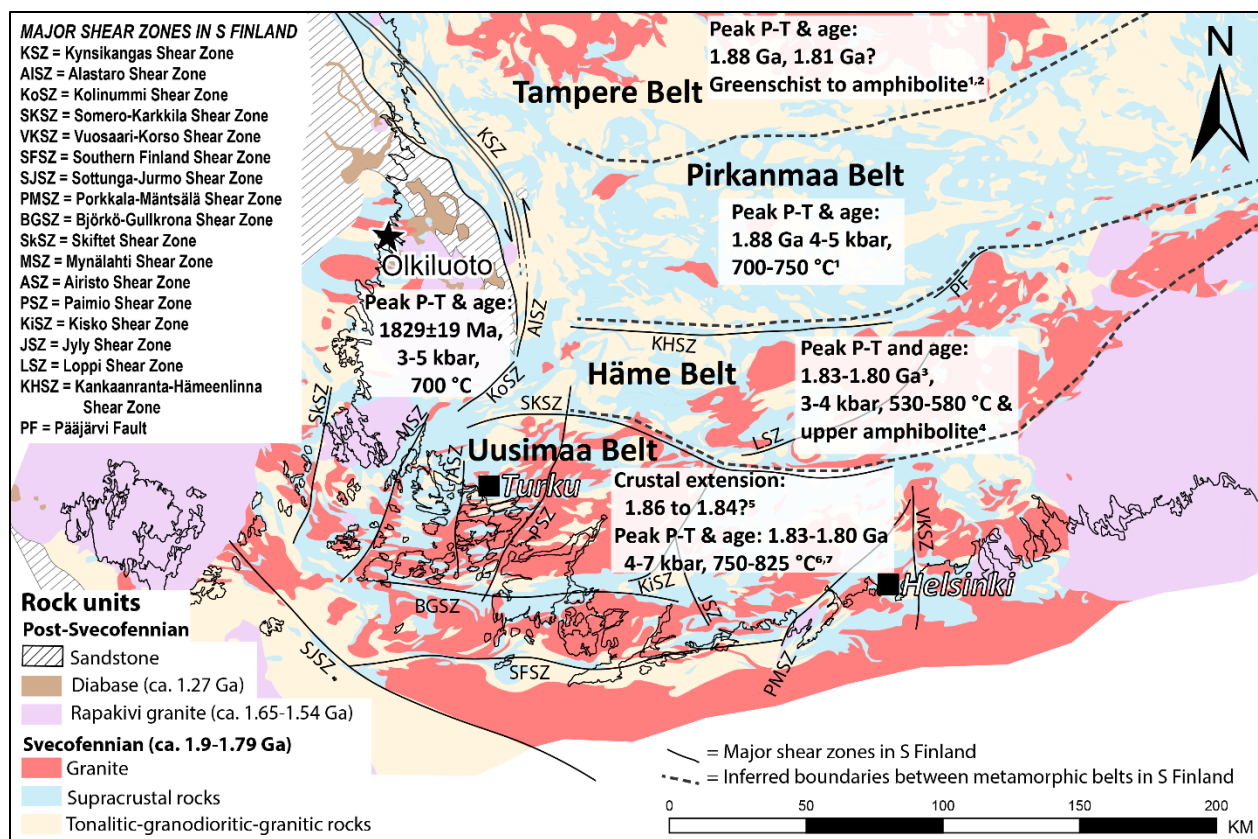 MAJOR SHEAR ZONES IN S FINLAND
KSZ = Kynsikangas Shear Zone
AlSZ = Alastaro Shear Zone
KoSZ = Kolinummi Shear Zone
SKSZ = Somero-Karkkila Shear Zone
VKSZ = Vuosaari-Korso Shear Zone
SFSZ = Southern Finland Shear Zone
SJSZ = Sottunga-Jurmo Shear Zone
PMSZ = Porkkala-Mäntsälä Shear Zone
BGSZ = Björkö-Gullkrona Shear Zone
SkSZ = Skiftet Shear Zone
MSZ = Mynälahti Shear Zone
ASZ = Airisto Shear Zone
PSZ = Paimio Shear Zone
KiSZ = Kisko Shear Zone
JSZ = Jyly Shear Zone
LSZ = Loppi Shear Zone
KHSZ = Kankaanranta-Hämeenlinna
Shear Zone
PF = Pääjärvi Fault
Peak P-T & age:
1.88 Ga, 1.81 Ga?
Greenschist to amphibolite¹,²
Tampere Belt
N
KSZ
Pirkanmaa Belt
Peak P-T & age:
1.88 Ga 4-5 kbar,
700-750 °C¹
Olkiluoto
Peak P-T & age:
1829±19 Ma,
3-5 kbar,
700 °C
AlSZ
PF
KHSZ
Häme Belt
Peak P-T and age:
1.83-1.80 Ga³,
3-4 kbar, 530-580 °C &
upper amphibolite⁴
KoSZ
SkSZ
MSZ
SKSZ
LSZ
Uusimaa Belt
ASZ
Turku
PSZ
Crustal extension:
1.86 to 1.84?⁵
Peak P-T & age: 1.83-1.80 Ga
4-7 kbar, 750-825 °C⁶,⁷
VKSZ
KiSZ
Helsinki
BGSZ
JSZ
SJSZ
SFSZ
PMSZ
Rock units
Post-Svecofennian
Sandstone
Diabase (ca. 1.27 Ga)
Rapakivi granite (ca. 1.65-1.54 Ga)
Svecofennian (ca. 1.9-1.79 Ga)
Granite
Supracrustal rocks
Tonalitic-granodioritic-granitic rocks
= Major shear zones in S Finland
= Inferred boundaries between metamorphic belts in S Finland
0 50 100 150 200
KM